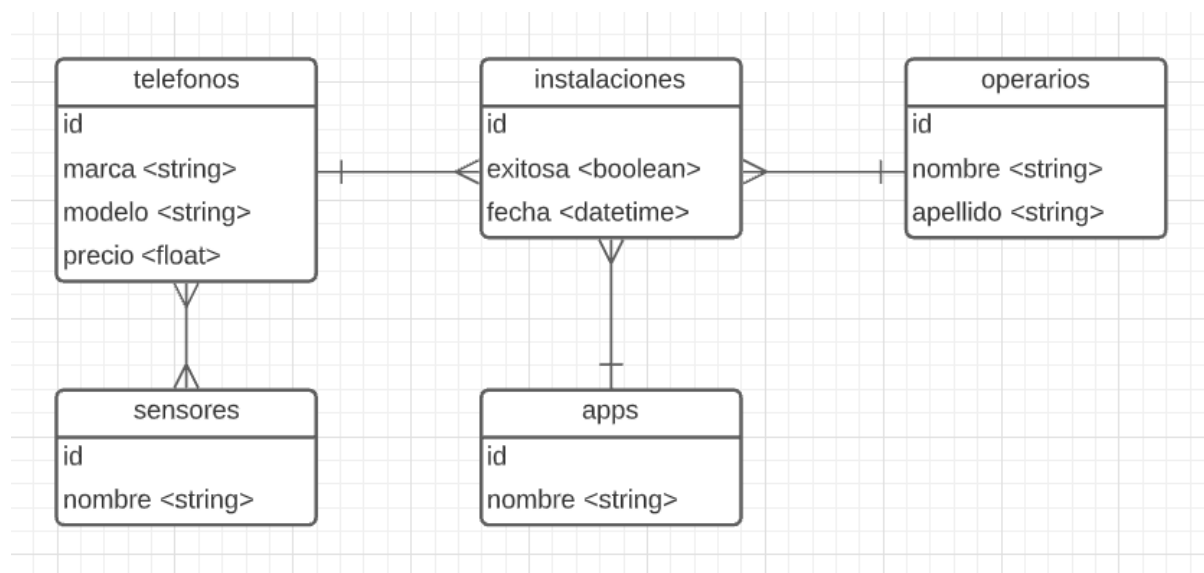 telefonos
id
marca <string>
modelo <string>
precio <float>
instalaciones
id
exitosa <boolean>
fecha <datetime>
operarios
id
nombre <string>
apellido <string>
sensores
id
nombre <string>
apps
id
nombre <string>